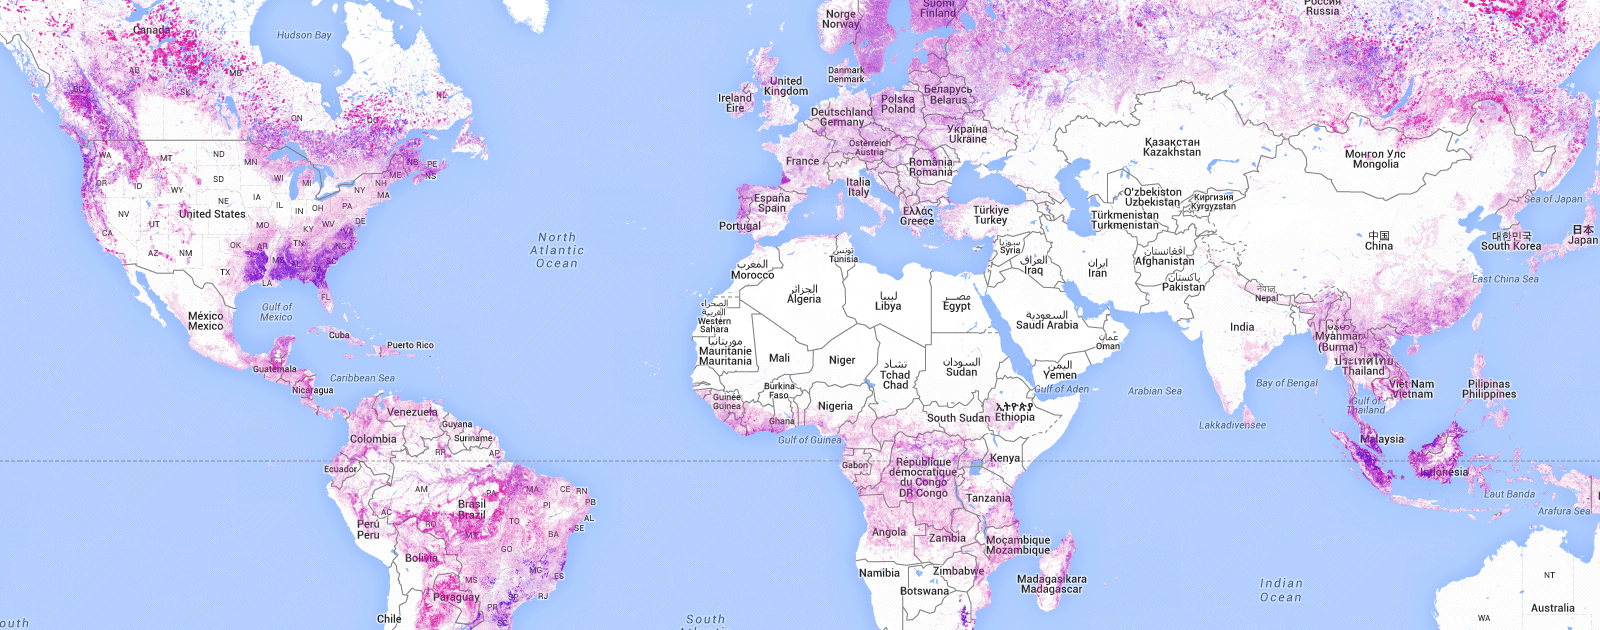 Hudson Bay
Canada
AB
MB
SK
BC
ON
QC
NL
NB
PE
NS
ME
WA
MT
ND
MN
OR
ID
WY
SD
WI
MI
NY
NH
MA
NV
UT
United States
NE
IA
IL
IN
OH
PA
CA
AZ
NM
MO
KY
WV
DE
VA
OK
AR
TN
NC
TX
MS
AL
GA
SC
LA
FL
Gulf of
Mexico
México
Mexico
Cuba
Puerto Rico
Guatemala
Caribbean Sea
Nicaragua
North
Atlantic
Ocean
Venezuela
Guyana
Colombia
Suriname
RR
AP
Ecuador
AM
PA
MA
CE
RN
PB
PI
AL
SE
Brasil
Brazil
AC
RO
TO
MT
BA
Perú
Peru
GO
Bolivia
MS
MG
ES
Paraguay
SP
RJ
PR
SC
Chile
outh
South
Norge
Norway
Suomi
Finland
Россия
Russia
Danmark
Denmark
United
Kingdom
Ireland
Éire
Беларусь
Belarus
Polska
Poland
Deutschland
Germany
Україна
Ukraine
Österreich
Austria
France
România
Romania
Italia
Italy
España
Spain
Portugal
Ελλάς
Greece
Türkiye
Turkey
Қазақстан
Kazakhstan
Монгол Улс
Mongolia
O'zbekiston
Uzbekistan
Киргизия
Kyrgyzstan
Türkmenistan
Turkmenistan
Sea of Japan
中国
China
대한민국
South Korea
日本
Japan
East China Sea
تونس
Tunisia
المغرب
Morocco
الجزائر
Algeria
ليبيا
Libya
مصر
Egypt
الصحراء
الغربية
Western
Sahara
سوريا
Syria
العراق
Iraq
ایران
Iran
افغانستان
Afghanistan
پاکستان
Pakistan
नेपाल
Nepal
India
السعودية
Saudi Arabia
عمان
Oman
اليمن
Yemen
Gulf of Aden
Arabian Sea
Bay of Bengal
Lakkadivensee
Myanmar
(Burma)
ประเทศไทย
Thailand
Việt Nam
Vietnam
Gulf of
Thailand
Pilipinas
Philippines
Malaysia
Indonesia
Laut Banda
Arafura Sea
موريتانيا
Mauritanie
Mauritania
Mali
Niger
تشاد
Tchad
Chad
السودان
Sudan
Burkina
Faso
Guinée
Guinea
Ghana
Nigeria
Gulf of Guinea
South Sudan
ኢትዮጵያ
Ethiopia
Gabon
République
démocratique
du Congo
DR Congo
Kenya
Tanzania
Angola
Zambia
Moçambique
Mozambique
Namibia
Zimbabwe
Botswana
Madagasikara
Madagascar
Indian
Ocean
NT
WA
Australia